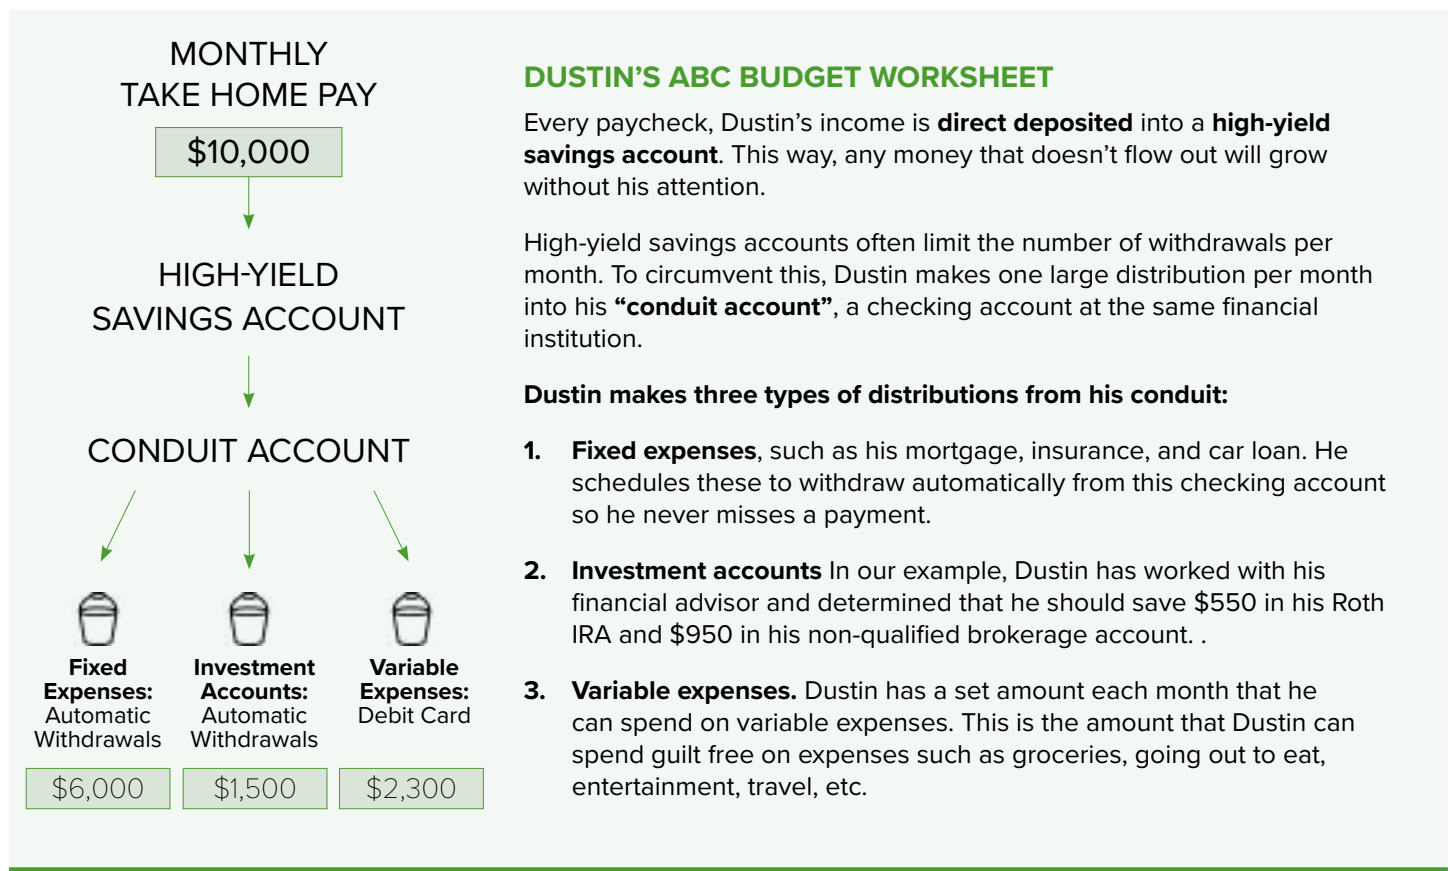 MONTHLY
TAKE HOME PAY
$10,000
HIGH-YIELD
SAVINGS ACCOUNT
CONDUIT ACCOUNT
Fixed
Expenses:
Automatic
Withdrawals
$6,000
Investment
Accounts:
Automatic
Withdrawals
$1,500
Variable
Expenses:
Debit Card
$2,300
DUSTIN’S ABC BUDGET WORKSHEET
Every paycheck, Dustin’s income is direct deposited into a high-yield
savings account. This way, any money that doesn’t flow out will grow
without his attention.
High-yield savings accounts often limit the number of withdrawals per
month. To circumvent this, Dustin makes one large distribution per month
into his “conduit account”, a checking account at the same financial
institution.
Dustin makes three types of distributions from his conduit:
1. Fixed expenses, such as his mortgage, insurance, and car loan. He
schedules these to withdraw automatically from this checking account
so he never misses a payment.
2. Investment accounts In our example, Dustin has worked with his
financial advisor and determined that he should save $550 in his Roth
IRA and $950 in his non-qualified brokerage account. .
3. Variable expenses. Dustin has a set amount each month that he
can spend on variable expenses. This is the amount that Dustin can
spend guilt free on expenses such as groceries, going out to eat,
entertainment, travel, etc.